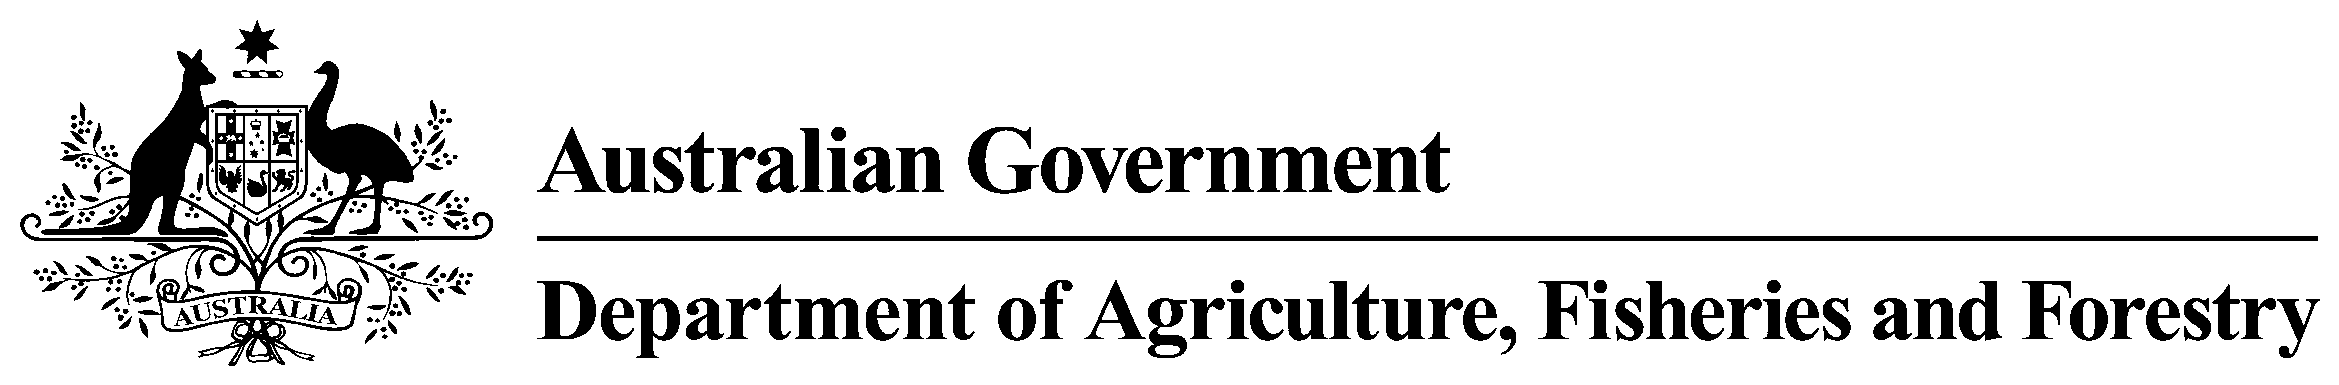 AUSTRALIA
Australian Government
Department of Agriculture, Fisheries and Forestry